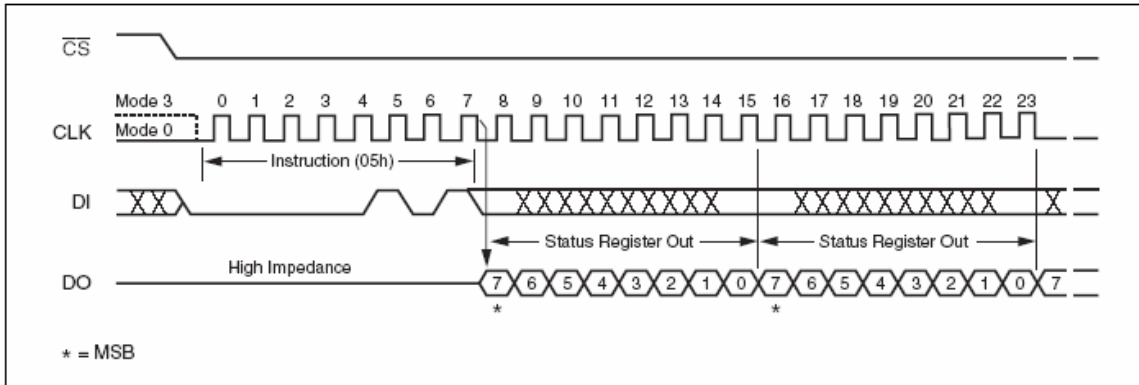 CS
Mode 3 0 1 2 3 4 5 6 7 8 9 10 11 12 13 14 15 16 17 18 19 20 21 22 23
CLK Mode 0
Instruction (05h)
DI
Status Register Out Status Register Out
High Impedance
DO 7 6 5 4 3 2 1 0 7 6 5 4 3 2 1 0 7
* *
* = MSB